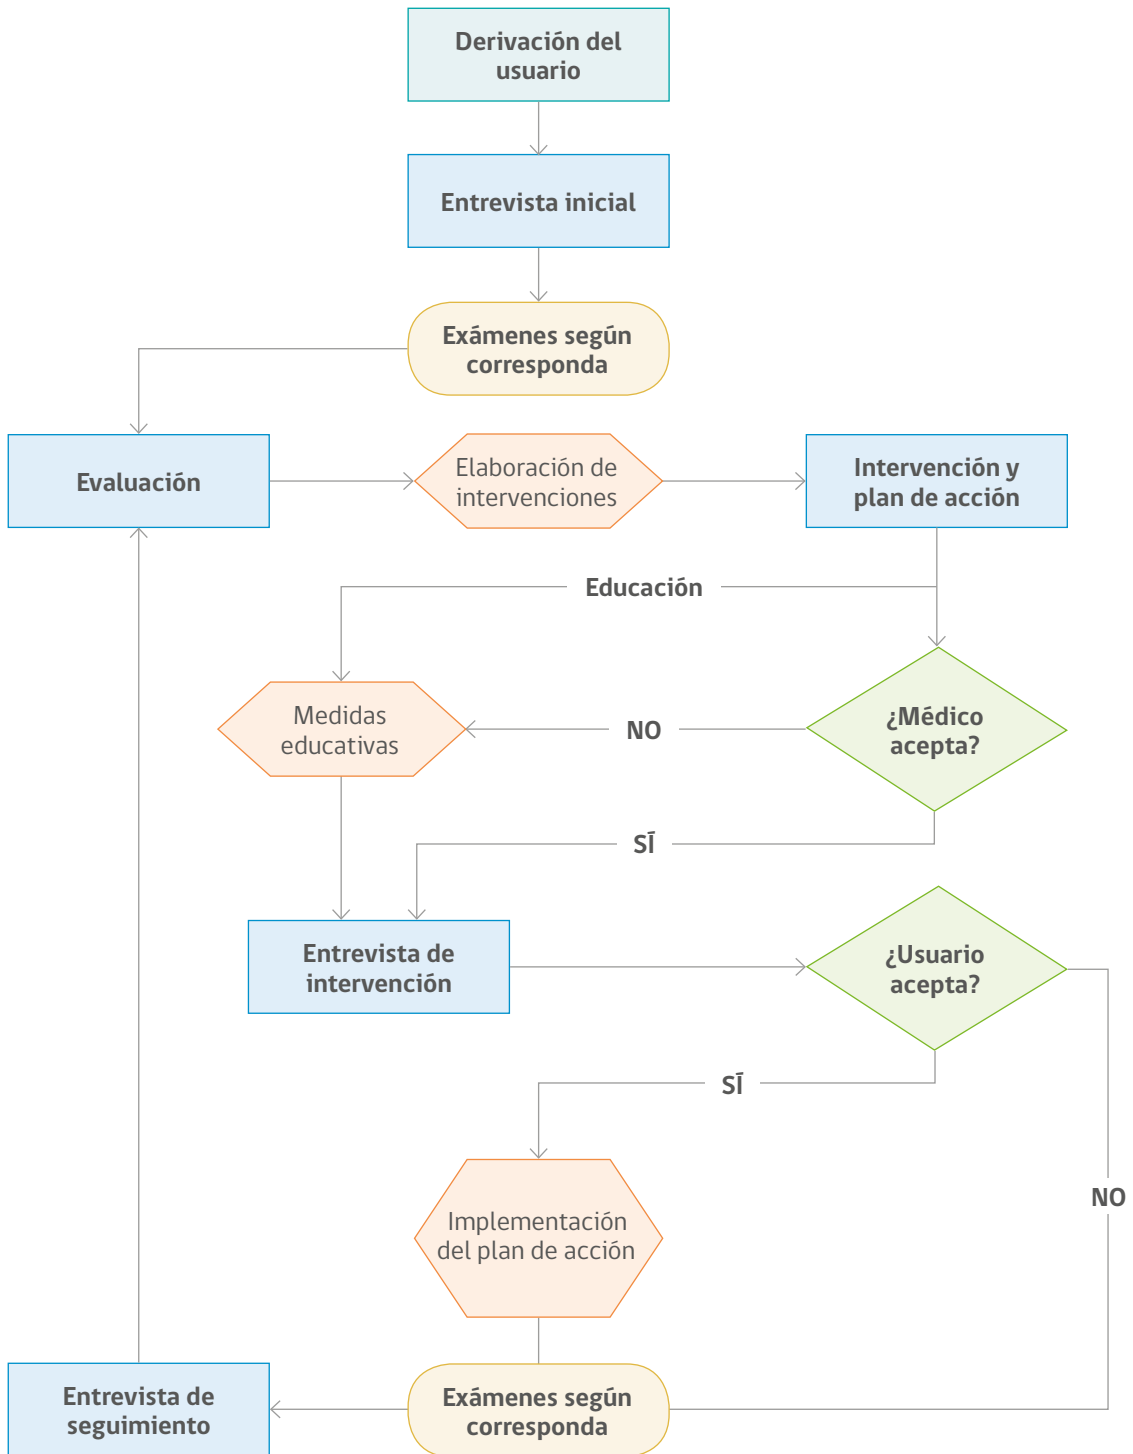 Derivación del
usuario
Entrevista inicial
Exámenes según
corresponda
Evaluación
Elaboración de
intervenciones
Intervención y
plan de acción
Educación
Medidas
educativas
NO
¿Médico
acepta?
SÍ
Entrevista de
intervención
¿Usuario
acepta?
SÍ
NO
Implementación
del plan de acción
Entrevista de
seguimiento
Exámenes según
corresponda